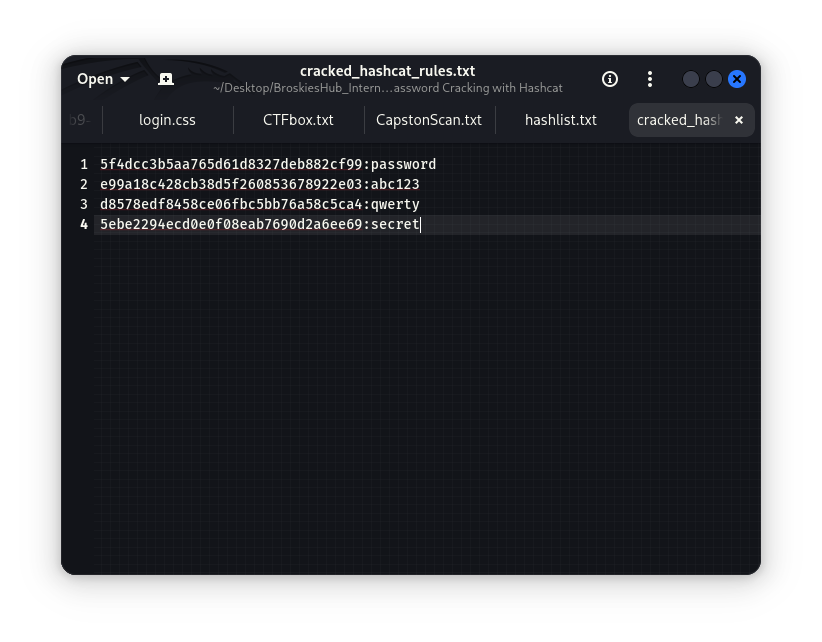 Open
cracked_hashcat_rules.txt
~/Desktop/BroskiesHub_Intern…assword Cracking with Hashcat
b9-
login.css
CTFbox.txt
CapstonScan.txt
hashlist.txt
cracked_hash
1 5f4dcc3b5aa765d61d8327deb882cf99:password
2 e99a18c428cb38d5f260853678922e03:abc123
3 d8578edf8458ce06fbc5bb76a58c5ca4:qwerty
4 5ebe2294ecd0e0f08eab7690d2a6ee69:secret